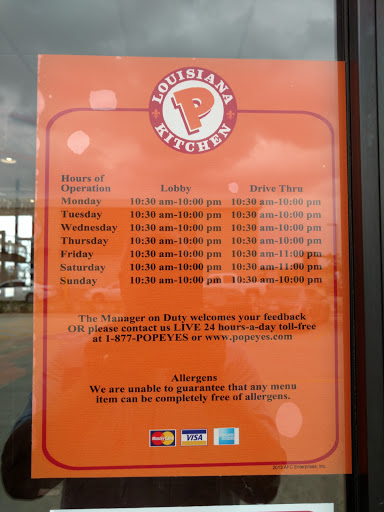 LOUISIANA
P
KITCHEN
Hours of
Operation Lobby Drive Thru
Monday 10:30 am-10:00 pm 10:30 am-10:00 pm
Tuesday 10:30 am-10:00 pm 10:30 am-10:00 pm
Wednesday 10:30 am-10:00 pm 10:30 am-10:00 pm
Thursday 10:30 am-10:00 pm 10:30 am-10:00 pm
Friday 10:30 am-10:00 pm 10:30 am-11:00 pm
Saturday 10:30 am-10:00 pm 10:30 am-11:00 pm
Sunday 10:30 am-10:00 pm 10:30 am-10:00 pm
The Manager on Duty welcomes your feedback
OR please contact us LIVE 24 hours-a-day toll-free
at 1-877-POPEYES or www.popeyes.com
Allergens
We are unable to guarantee that any menu
item can be completely free of allergens.
MasterCard VISA
AFC Enterprises, Inc.